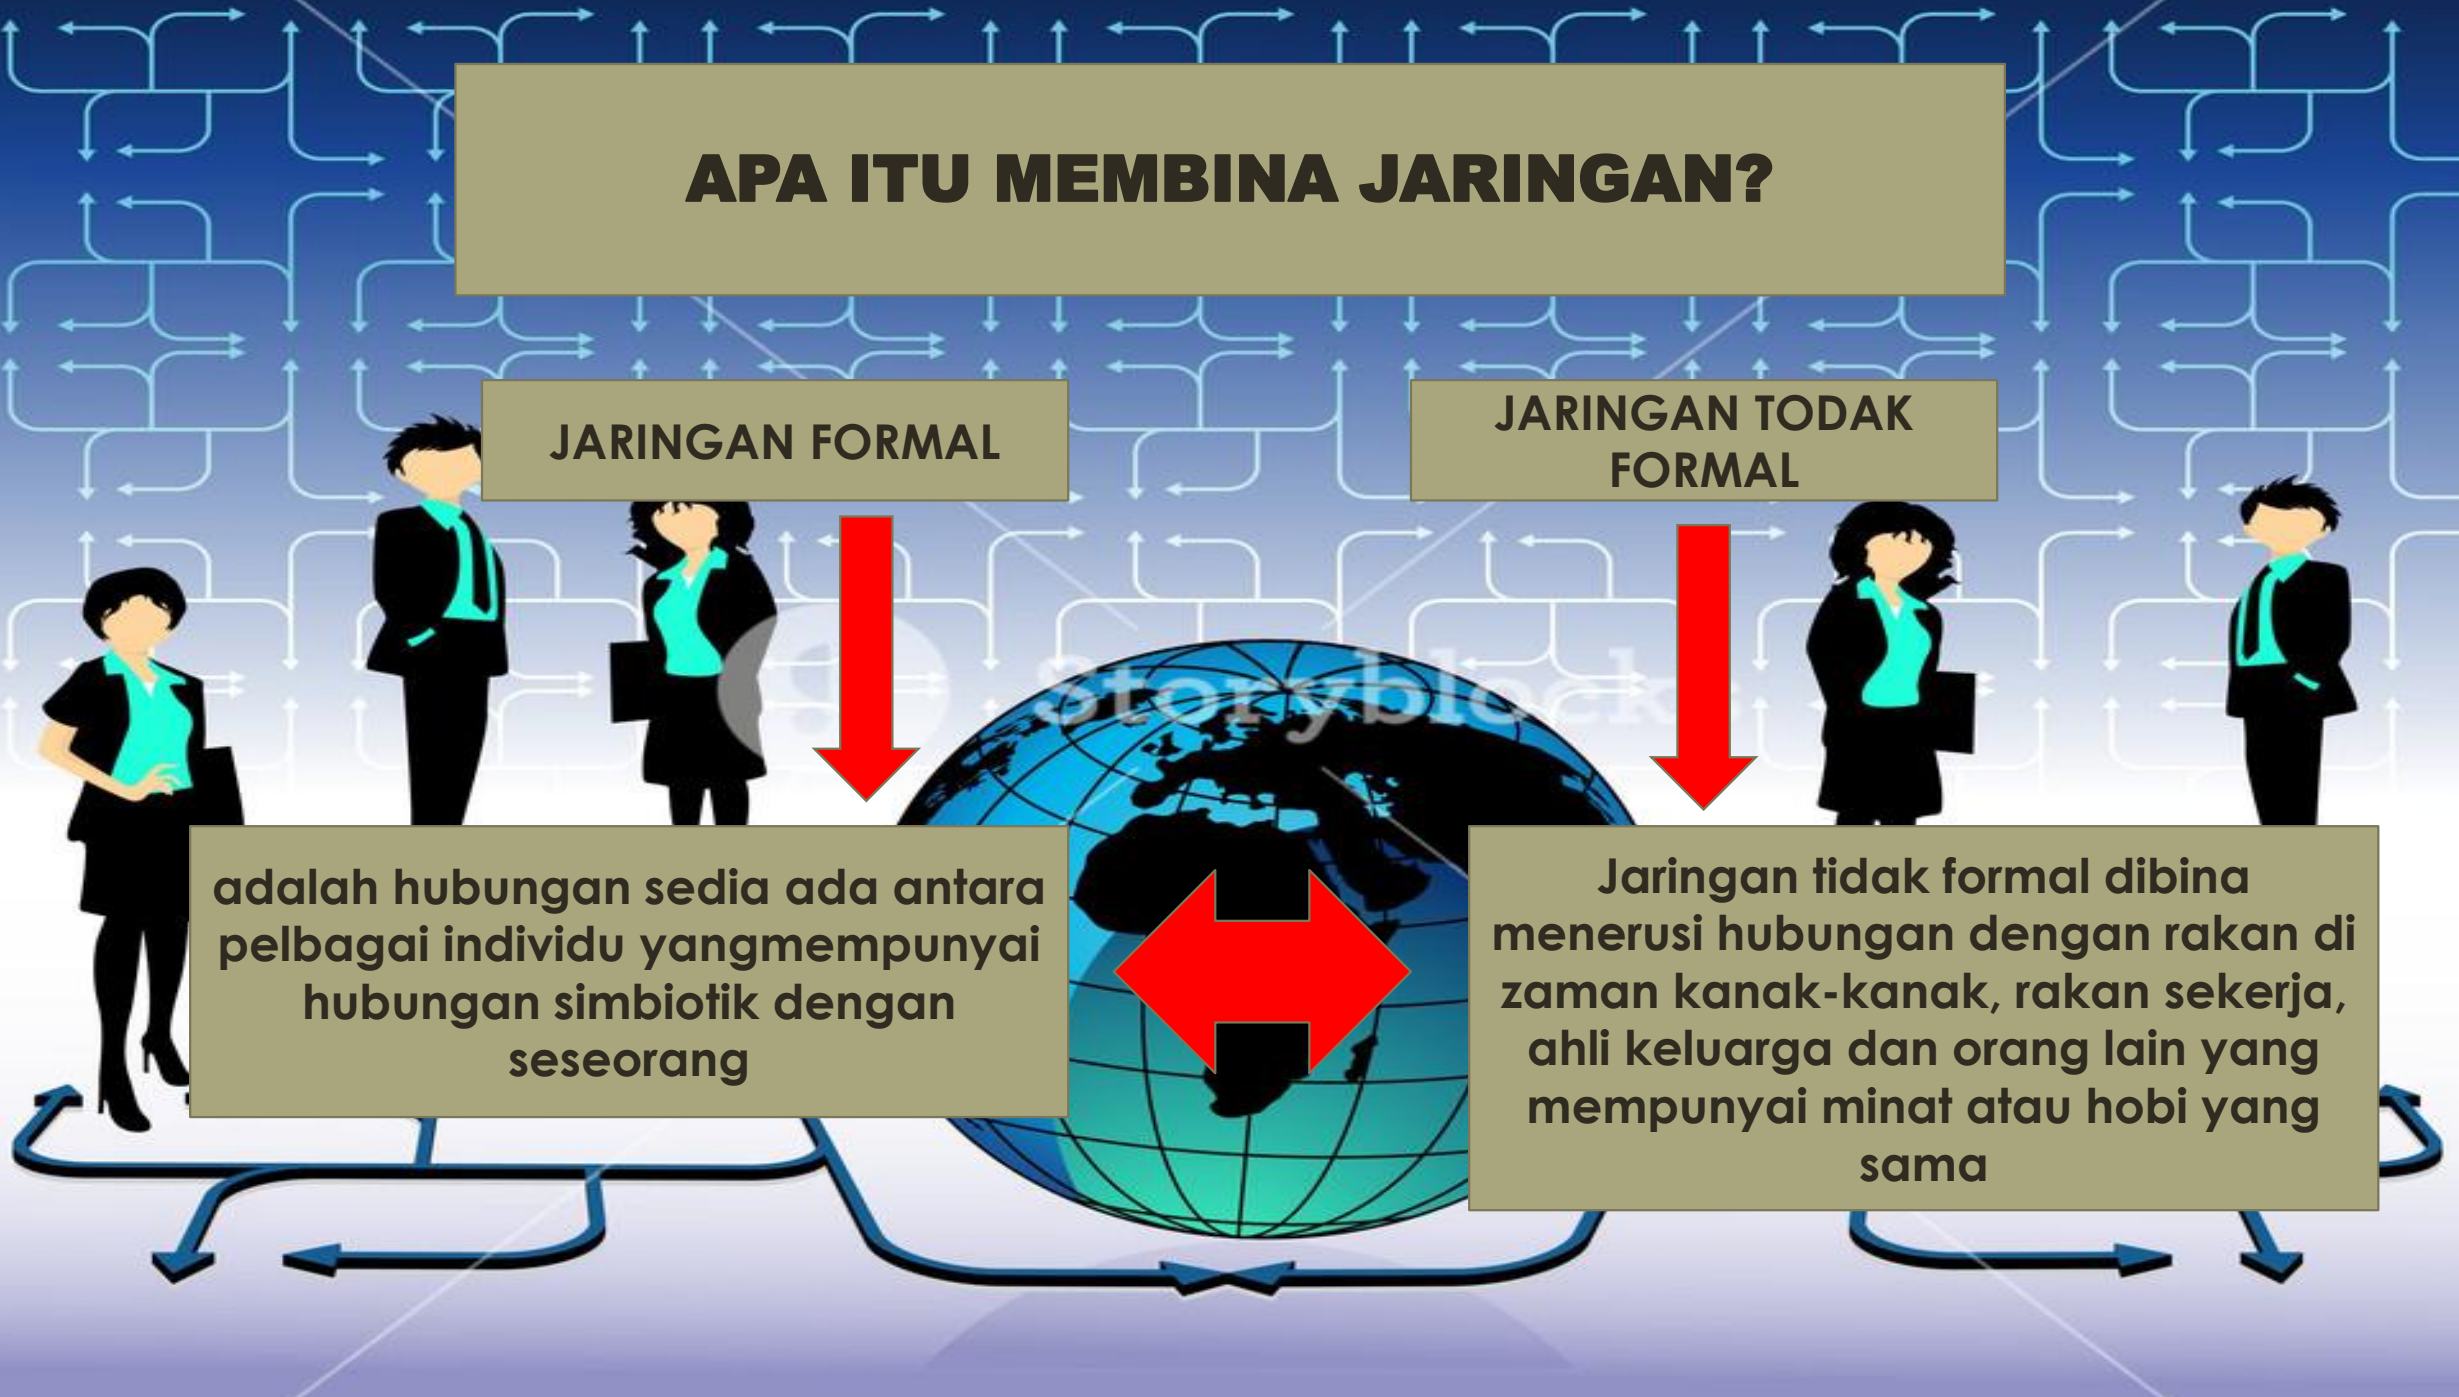 APA ITU MEMBINA JARINGAN?
JARINGAN FORMAL
JARINGAN TODAK
FORMAL
Storyblocks
adalah hubungan sedia ada antara
pelbagai individu yangmempunyai
hubungan simbiotik dengan
seseorang
Jaringan tidak formal dibina
menerusi hubungan dengan rakan di
zaman kanak-kanak, rakan sekerja,
ahli keluarga dan orang lain yang
mempunyai minat atau hobi yang
sama